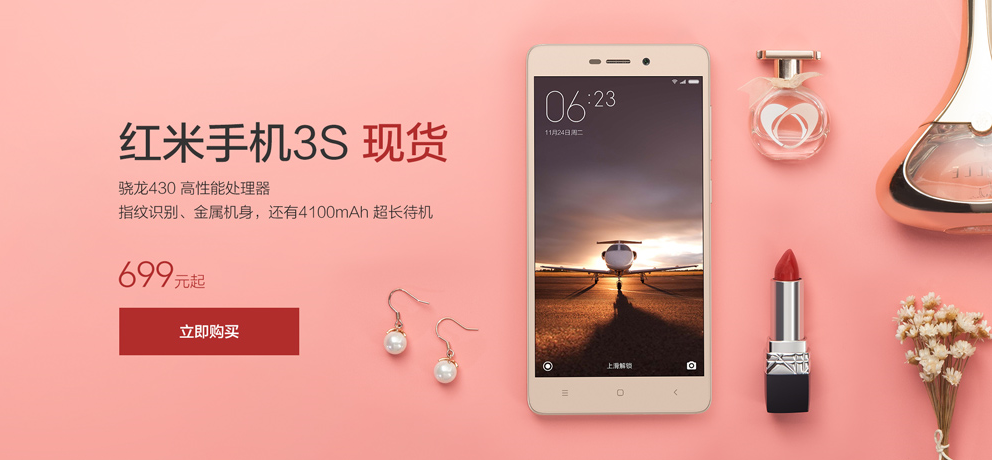 红米手机3S 现货
骁龙430 高性能处理器
指纹识别、金属机身，还有4100mAh 超长待机
699元起
立即购买
06:23
11月24日 周二
上滑解锁